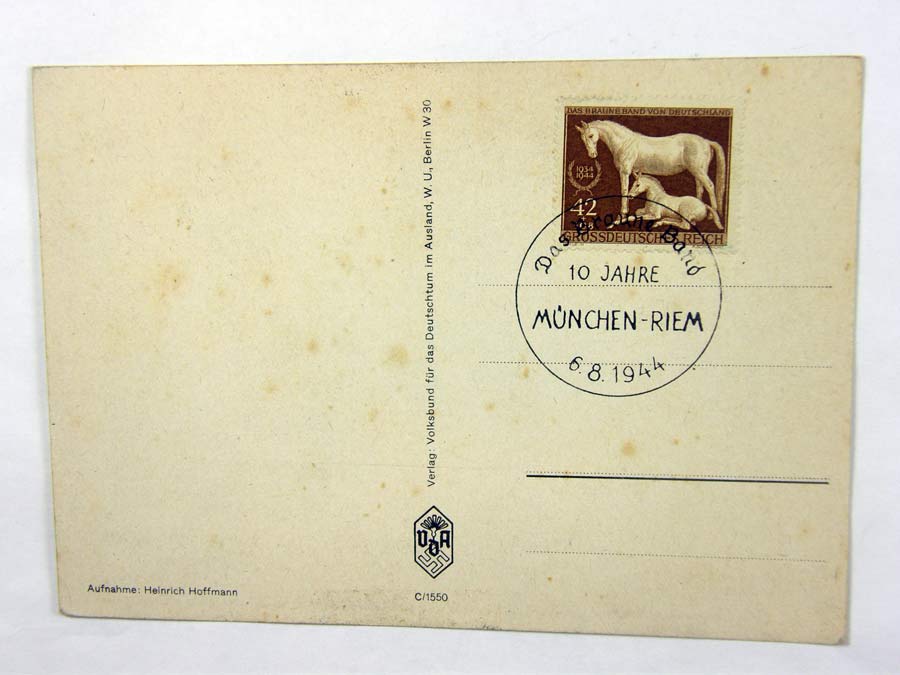 DAS BRAUNE BAND VON DEUTSCHLAND
1934
1944
42
GROSSDEUTSCHES REICH
Das Braune Band
10 JAHRE
MÜNCHEN-RIEM
6.8.1944
Verlag: Volksbund für das Deutschtum im Ausland, W. U., Berlin W 30
VDA
Aufnahme: Heinrich Hoffmann
C/1550